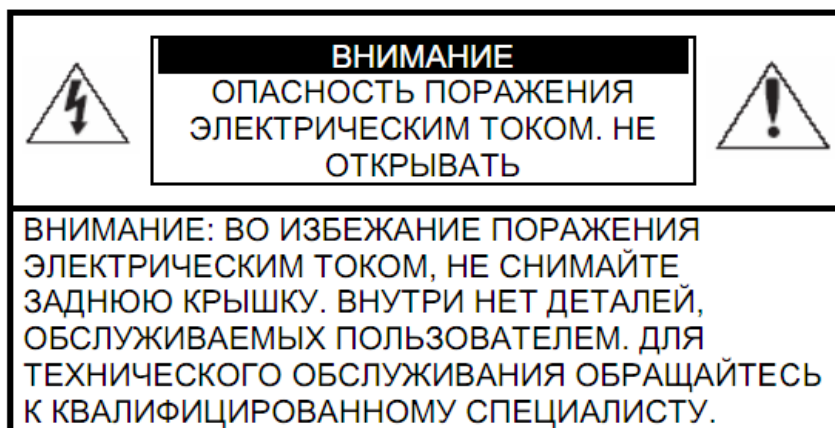 ВНИМАНИЕ
ОПАСНОСТЬ ПОРАЖЕНИЯ
ЭЛЕКТРИЧЕСКИМ ТОКОМ. НЕ
ОТКРЫВАТЬ
ВНИМАНИЕ: ВО ИЗБЕЖАНИЕ ПОРАЖЕНИЯ
ЭЛЕКТРИЧЕСКИМ ТОКОМ, НЕ СНИМАЙТЕ
ЗАДНЮЮ КРЫШКУ. ВНУТРИ НЕТ ДЕТАЛЕЙ,
ОБСЛУЖИВАЕМЫХ ПОЛЬЗОВАТЕЛЕМ. ДЛЯ
ТЕХНИЧЕСКОГО ОБСЛУЖИВАНИЯ ОБРАЩАЙТЕСЬ
К КВАЛИФИЦИРОВАННОМУ СПЕЦИАЛИСТУ.